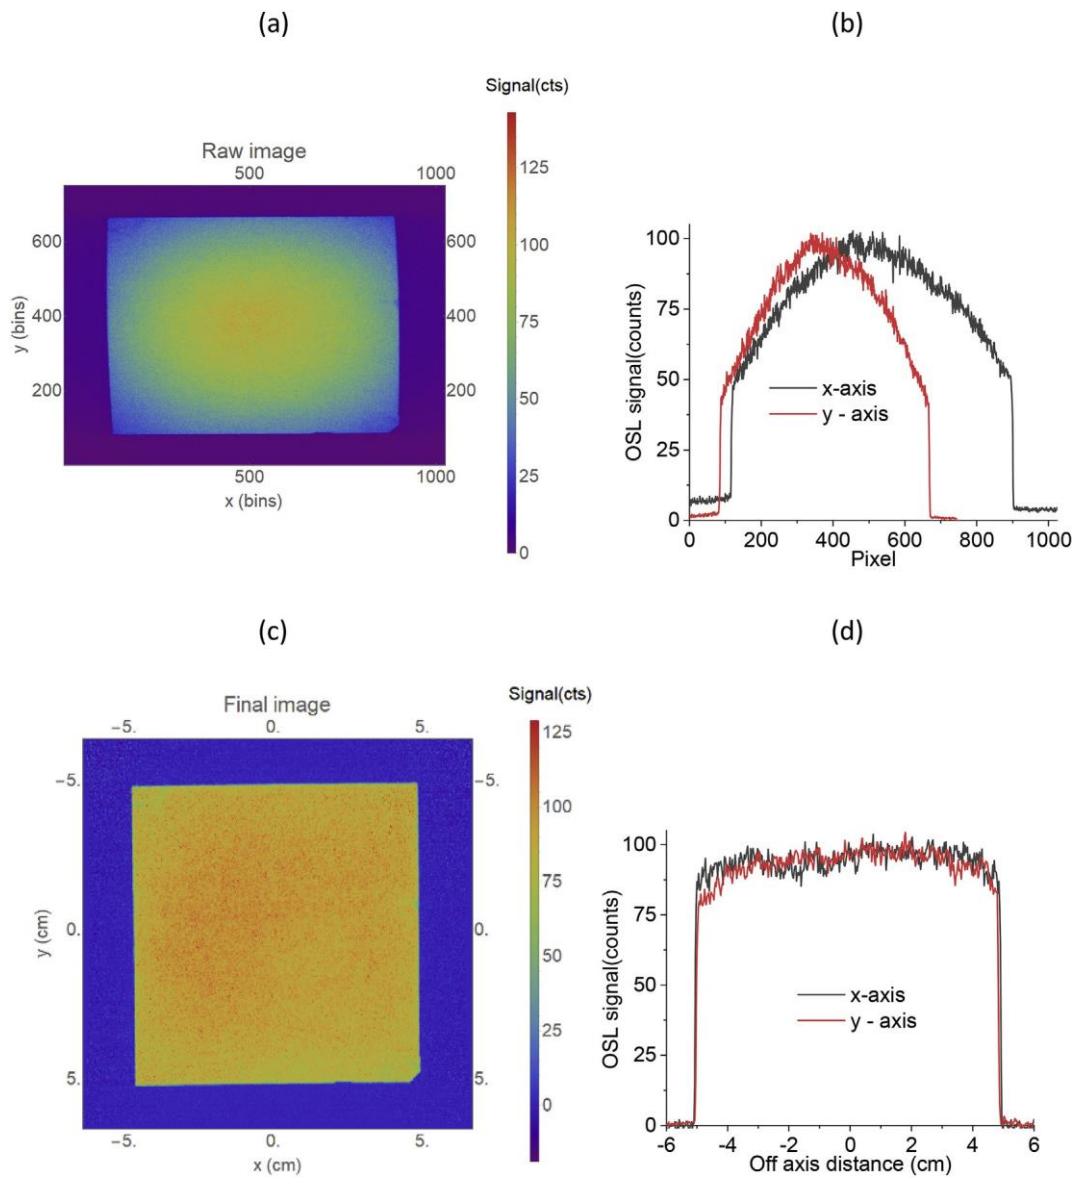 (a)
(b)
Signal(cts)
Raw image
500 1000
125
100
75
50
25
0
600
400
200
600
400
200
y (bins)
500 1000
x (bins)
100
75
50
25
0
OSL signal(counts)
x-axis
y - axis
0 200 400 600 800 1000
Pixel
(c)
(d)
Signal(cts)
Final image
−5. 0. 5.
125
100
75
50
25
0
−5.
0.
5.
−5.
0.
5.
y (cm)
−5. 0. 5.
x (cm)
100
75
50
25
0
OSL signal(counts)
x-axis
y - axis
-6 -4 -2 0 2 4 6
Off axis distance (cm)